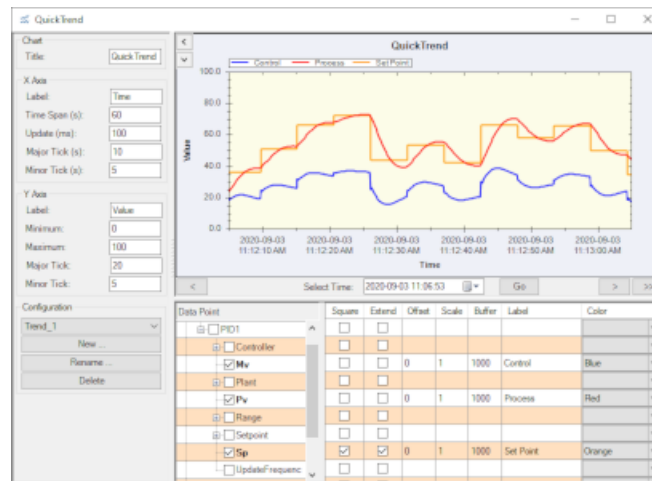 QuickTrend
Chart
Title: QuickTrend
X Axis
Label: Time
Time Span (s): 60
Update (ms): 100
Major Tick (s): 10
Minor Tick (s): 5
Y Axis
Label: Value
Minimum: 0
Maximum: 100
Major Tick: 20
Minor Tick: 5
Configuration
Trend_1
New ...
Rename ...
Delete
QuickTrend
Control Process Set Point
100.0
80.0
60.0
40.0
20.0
0.0
Value
2020-09-03 2020-09-03 2020-09-03 2020-09-03 2020-09-03 2020-09-03
11:12:10 AM 11:12:20 AM 11:12:30 AM 11:12:40 AM 11:12:50 AM 11:13:00 AM
Time
< Select Time: 2020-09-03 11:06:53 Go > >>
Data Point Square Extend Offset Scale Buffer Label Color
PID1
Controller
Mv 0 1 1000 Control Blue
Plant
Pv 0 1 1000 Process Red
Range
Setpoint
Sp 0 1 1000 Set Point Orange
UpdateFrequenc